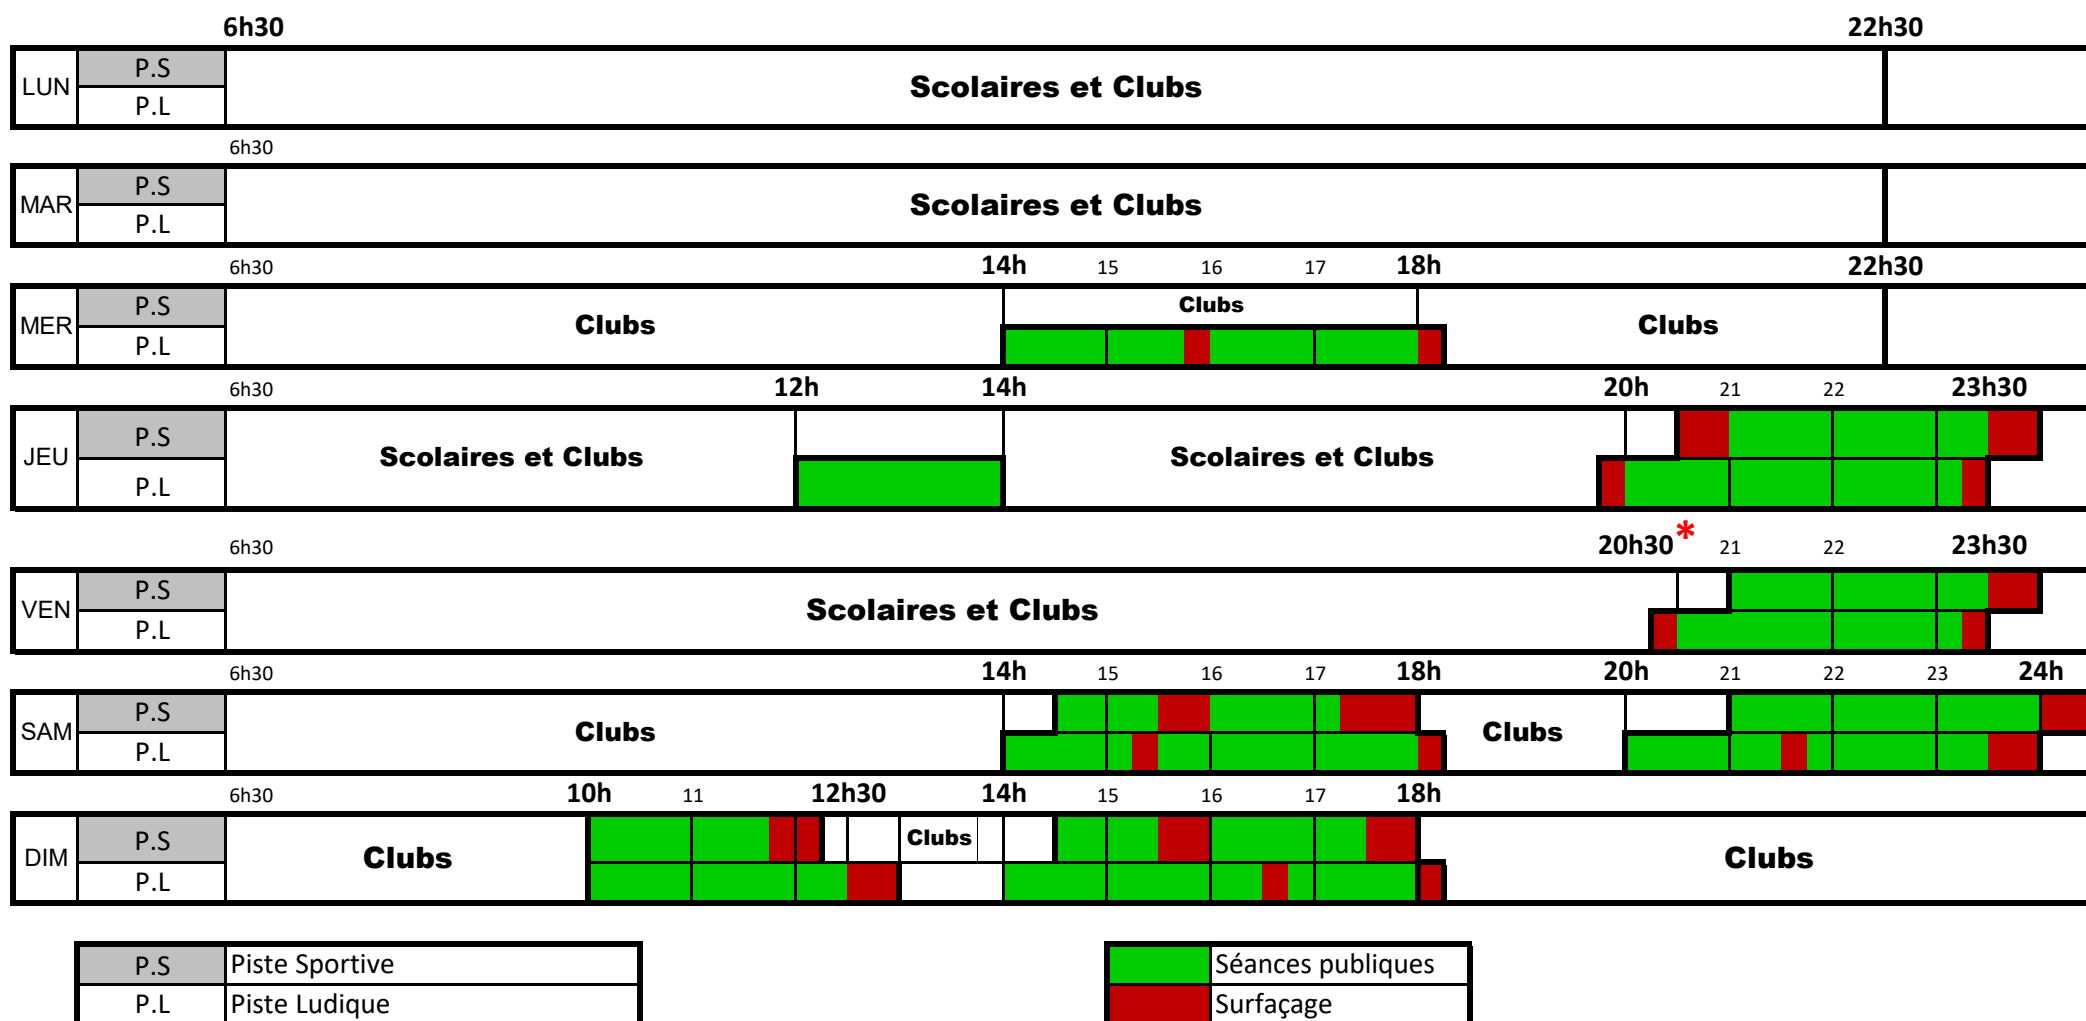 6h30 22h30
LUN P.S Scolaires et Clubs
P.L
6h30
MAR P.S Scolaires et Clubs
P.L
6h30 14h 15 16 17 18h 22h30
MER P.S Clubs Clubs Clubs
P.L
6h30 12h 14h 20h 21 22 23h30
JEU P.S Scolaires et Clubs Scolaires et Clubs
P.L
6h30 20h30* 21 22 23h30
VEN P.S Scolaires et Clubs
P.L
6h30 14h 15 16 17 18h 20h 21 22 23 24h
SAM P.S Clubs Clubs
P.L
6h30 10h 11 12h30 14h 15 16 17 18h
DIM P.S Clubs Clubs Clubs
P.L
P.S Piste Sportive Séances publiques
P.L Piste Ludique Surfaçage